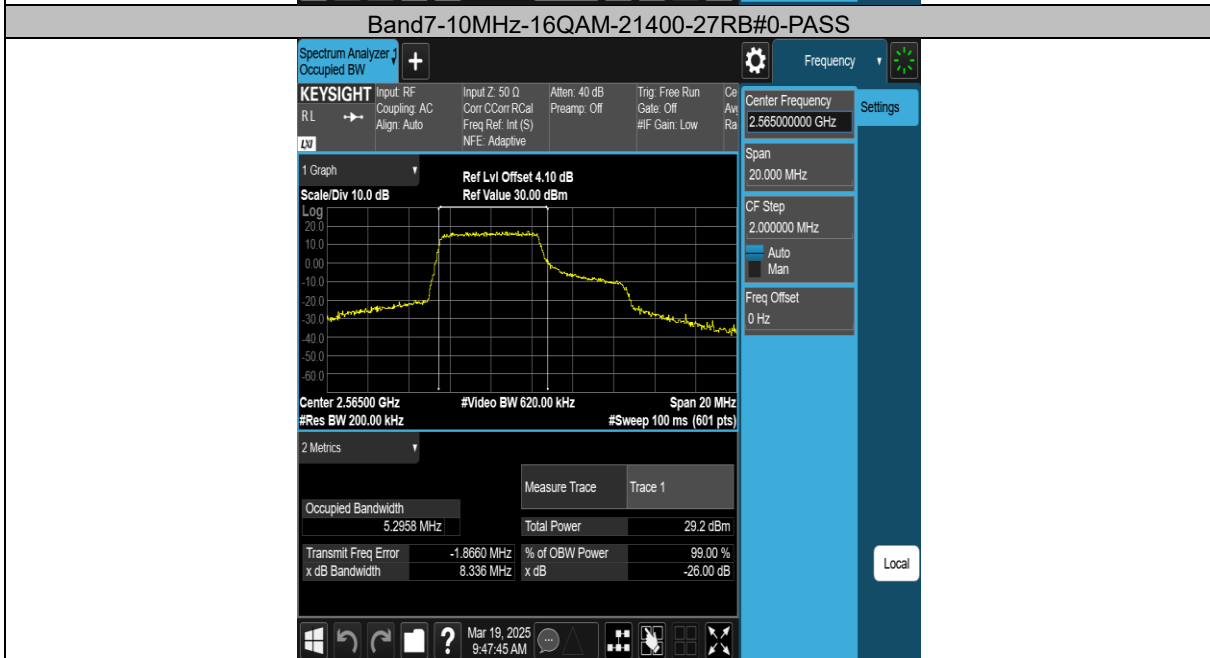 Band7-10MHz-16QAM-21400-27RB#0-PASS
Spectrum Analyzer 1
Occupied BW
+
Frequency
KEYSIGHT
RL
LXI
Input: RF
Coupling: AC
Align: Auto
Input Z: 50 Ω
Corr CCorr RCal
Freq Ref: Int (S)
NFE: Adaptive
Atten: 40 dB
Preamp: Off
Trig: Free Run
Gate: Off
#IF Gain: Low
Ce
Avg
Ra
Center Frequency
2.565000000 GHz
Settings
Span
20.000 MHz
CF Step
2.000000 MHz
Auto
Man
Freq Offset
0 Hz
1 Graph
Ref Lvl Offset 4.10 dB
Scale/Div 10.0 dB
Ref Value 30.00 dBm
Log
20.0
10.0
0.00
-10.0
-20.0
-30.0
-40.0
-50.0
-60.0
Center 2.56500 GHz
#Video BW 620.00 kHz
Span 20 MHz
#Res BW 200.00 kHz
#Sweep 100 ms (601 pts)
2 Metrics
Measure Trace
Trace 1
Occupied Bandwidth
5.2958 MHz
Total Power
29.2 dBm
Transmit Freq Error
-1.8660 MHz
% of OBW Power
99.00 %
x dB Bandwidth
8.336 MHz
x dB
-26.00 dB
Local
?
Mar 19, 2025
9:47:45 AM